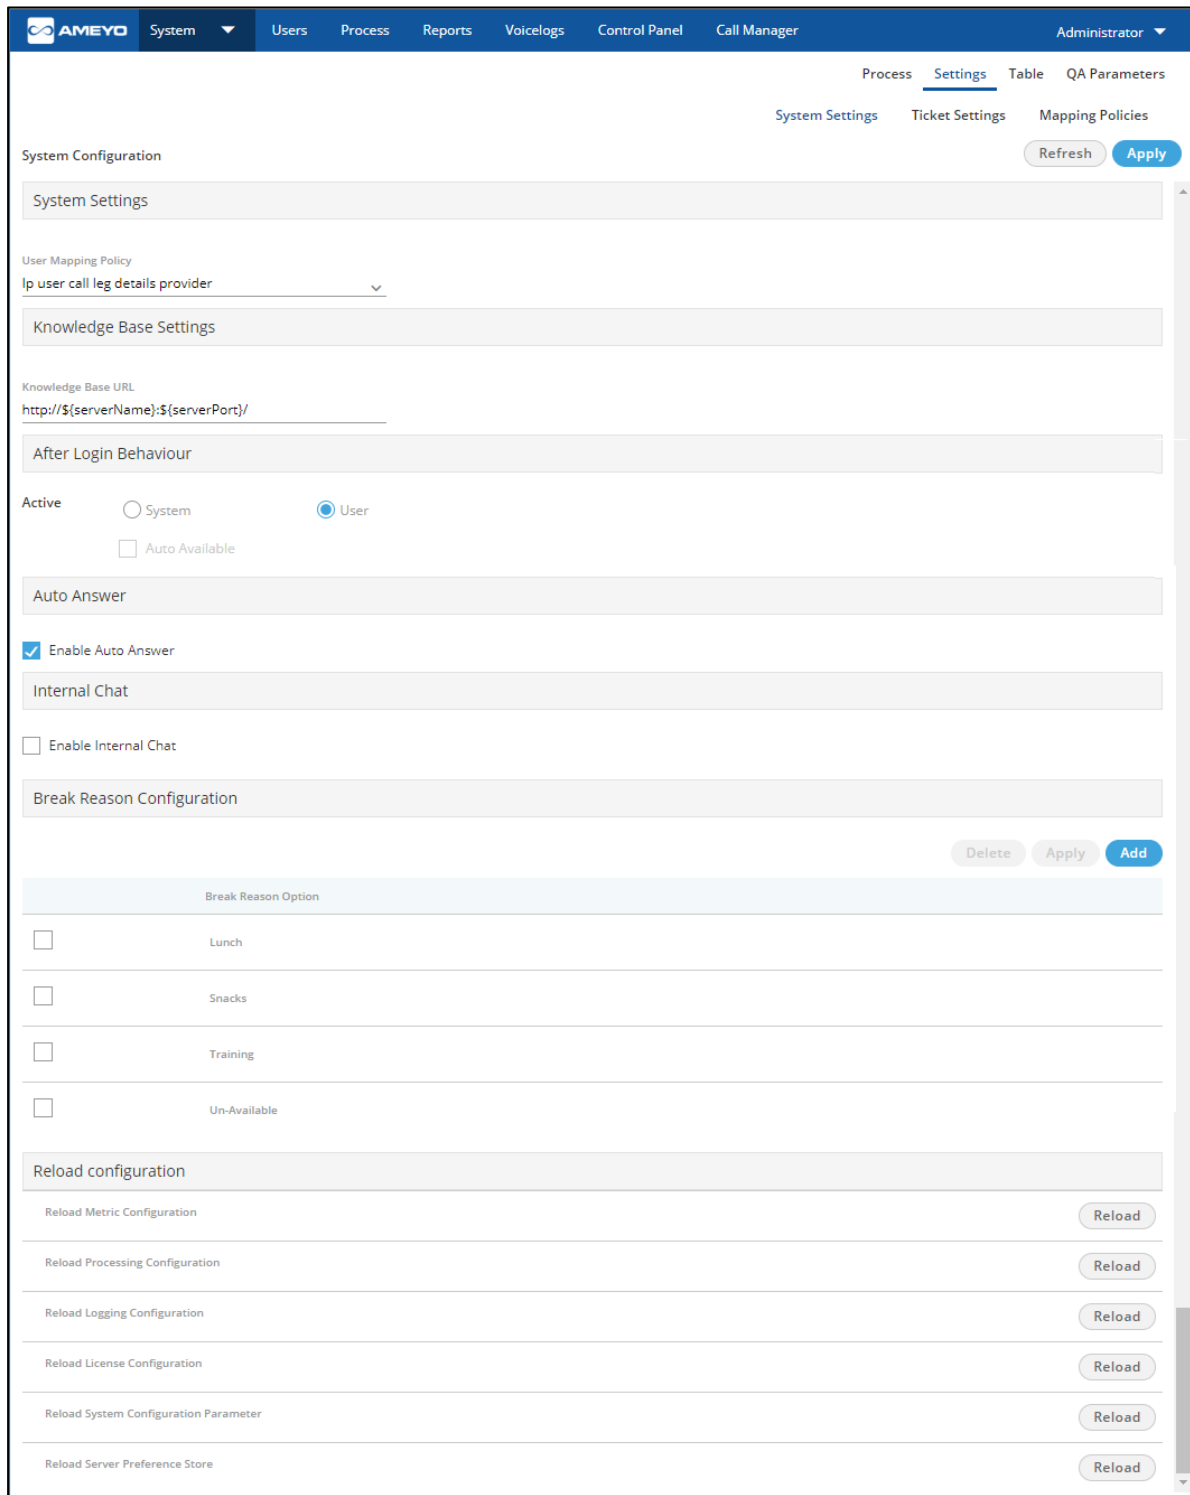 AMEYO System Users Process Reports Voicelogs Control Panel Call Manager Administrator
Process Settings Table QA Parameters
System Settings Ticket Settings Mapping Policies
System Configuration Refresh Apply
System Settings
User Mapping Policy
Ip user call leg details provider
Knowledge Base Settings
Knowledge Base URL
http://${serverName}:${serverPort}/
After Login Behaviour
Active System User
Auto Available
Auto Answer
Enable Auto Answer
Internal Chat
Enable Internal Chat
Break Reason Configuration
Delete Apply Add
Break Reason Option
Lunch
Snacks
Training
Un-Available
Reload configuration
Reload Metric Configuration Reload
Reload Processing Configuration Reload
Reload Logging Configuration Reload
Reload License Configuration Reload
Reload System Configuration Parameter Reload
Reload Server Preference Store Reload